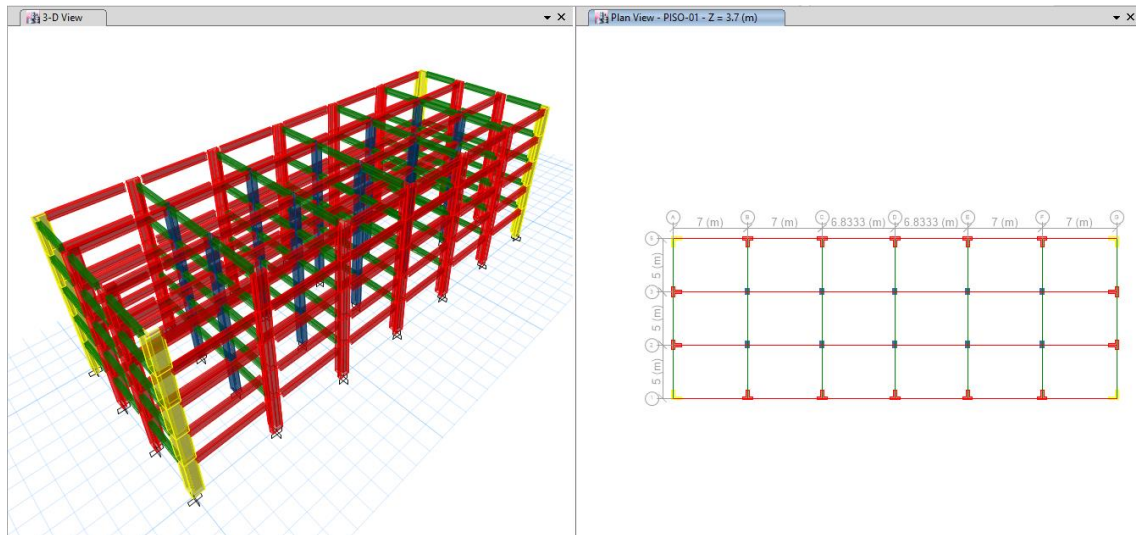 3-D View
Plan View - PISO-01 - Z = 3.7 (m)
A B C D E F G
7 (m) 7 (m) 6.8333 (m) 6.8333 (m) 7 (m) 7 (m)
5 (m)
5 (m)
5 (m)